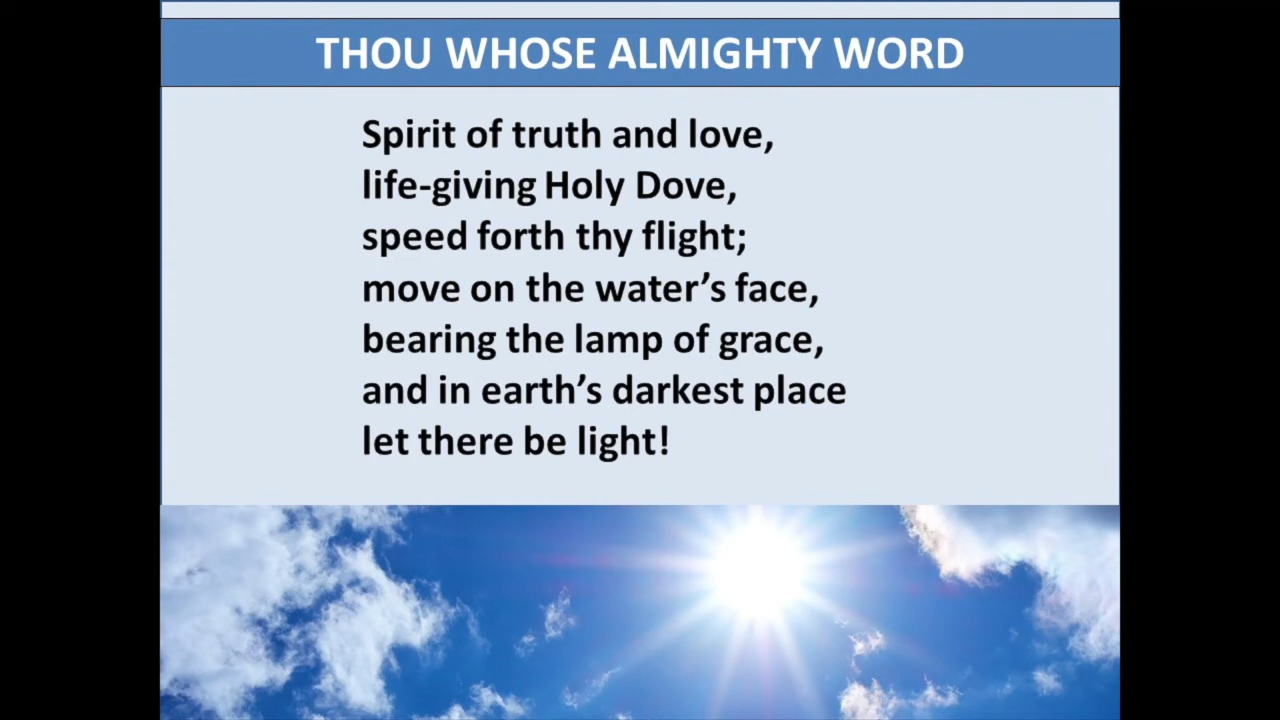 THOU WHOSE ALMIGHTY WORD
Spirit of truth and love,
life-giving Holy Dove,
speed forth thy flight;
move on the water’s face,
bearing the lamp of grace,
and in earth’s darkest place
let there be light!